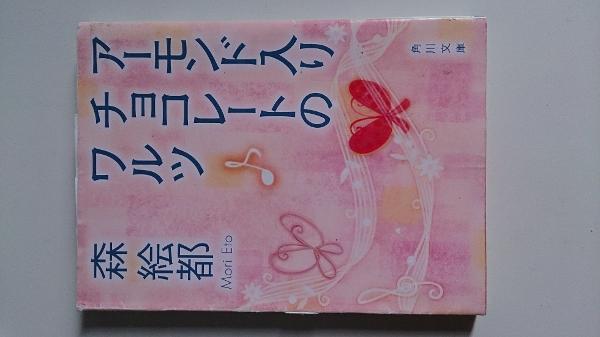 アーモンド入り
チョコレートの
ワルツ
森
絵
都
Mori Eto
角川文庫